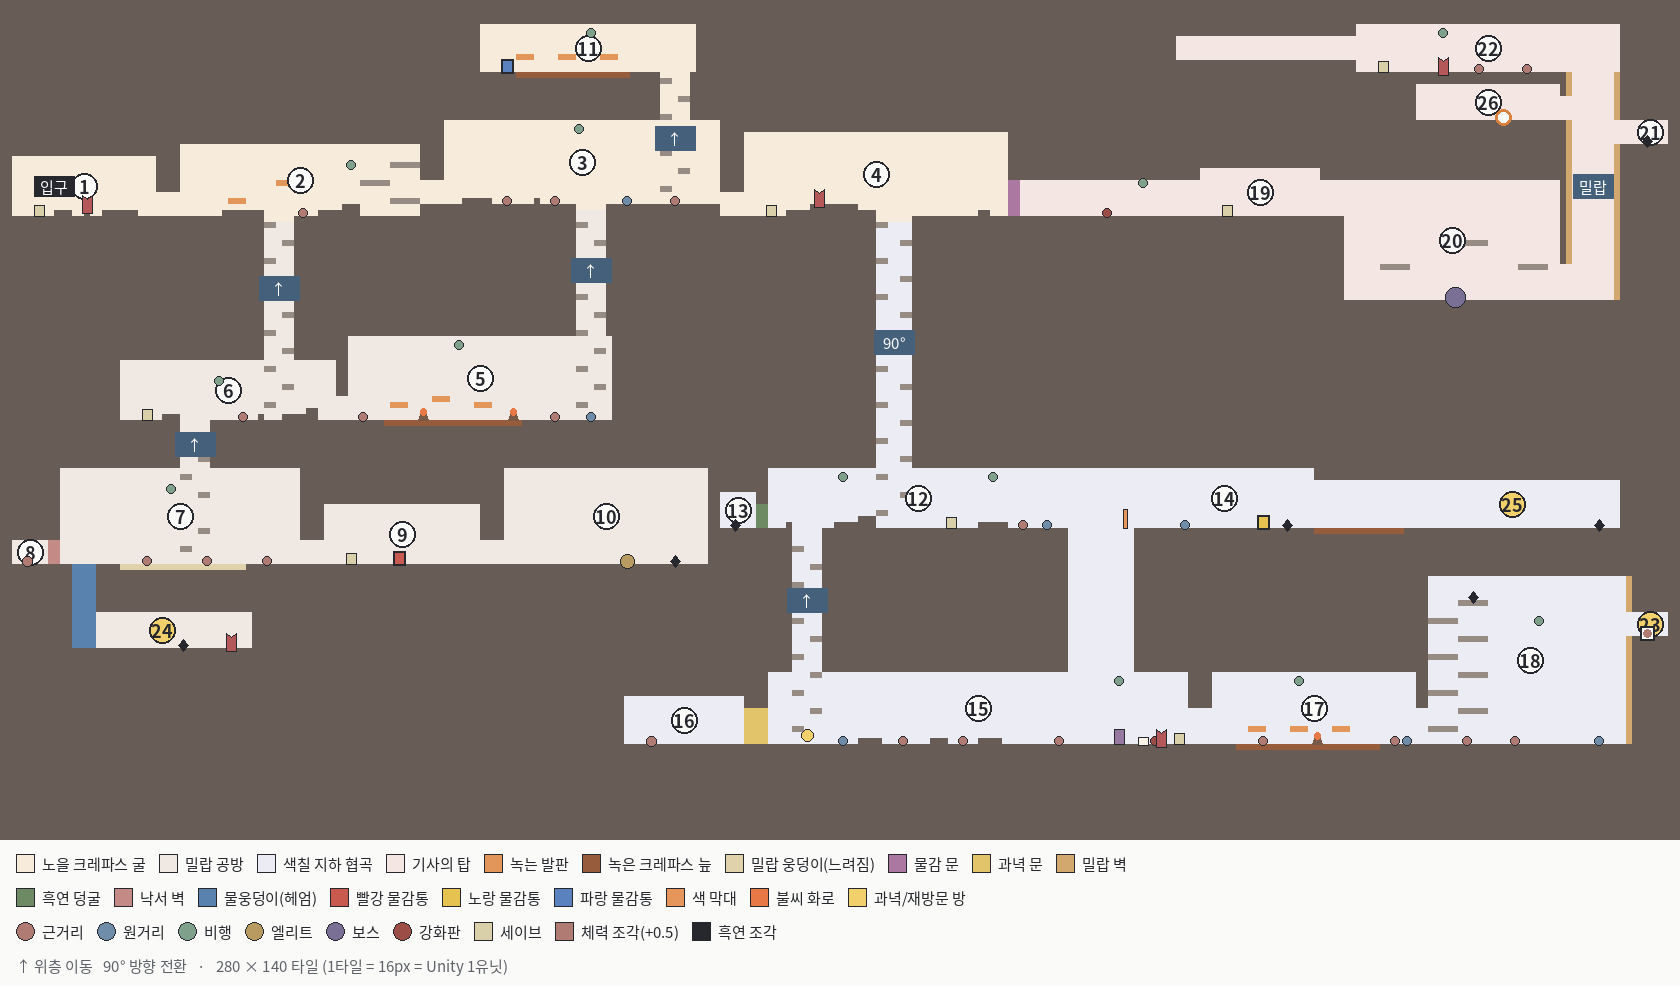 11
22
26
21
↑
입구
1
2
3
4
19
밀랍
20
↑
↑
90°
6
5
↑
7
8
9
10
13
12
14
25
↑
24
23
18
16
15
17
노을 크레파스 굴
밀랍 공방
색칠 지하 협곡
기사의 탑
녹는 발판
녹은 크레파스 늪
밀랍 웅덩이(느려짐)
물감 문
과녁 문
밀랍 벽
흑연 덩굴
낙서 벽
물웅덩이(헤엄)
빨강 물감통
노랑 물감통
파랑 물감통
색 막대
불씨 화로
과녁/재방문 방
근거리
원거리
비행
엘리트
보스
강화판
세이브
체력 조각(+0.5)
흑연 조각
↑ 위층 이동 90° 방향 전환 · 280 × 140 타일 (1타일 = 16px = Unity 1유닛)